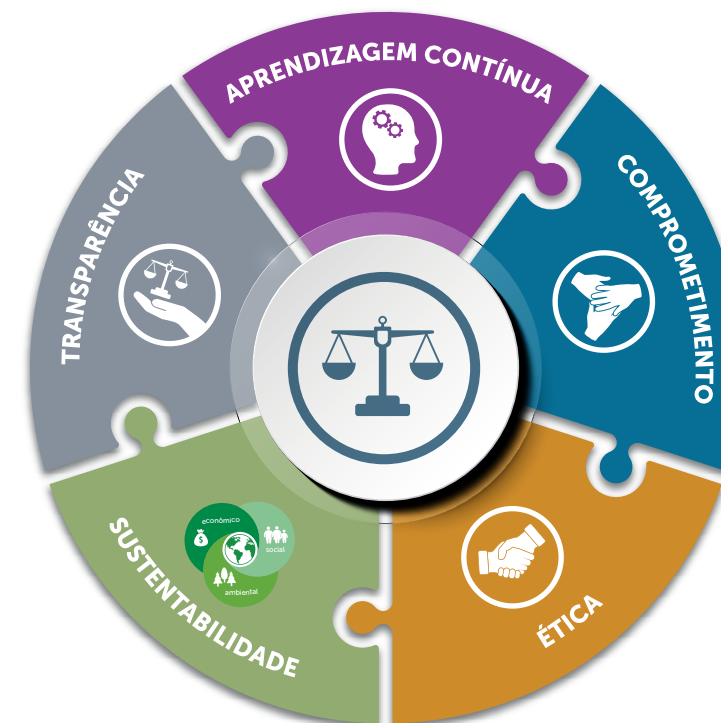 APRENDIZAGEM CONTÍNUA
COMPROMETIMENTO
TRANSPARÊNCIA
ÉTICA
SUSTENTABILIDADE
econômico
$
social
ambiental